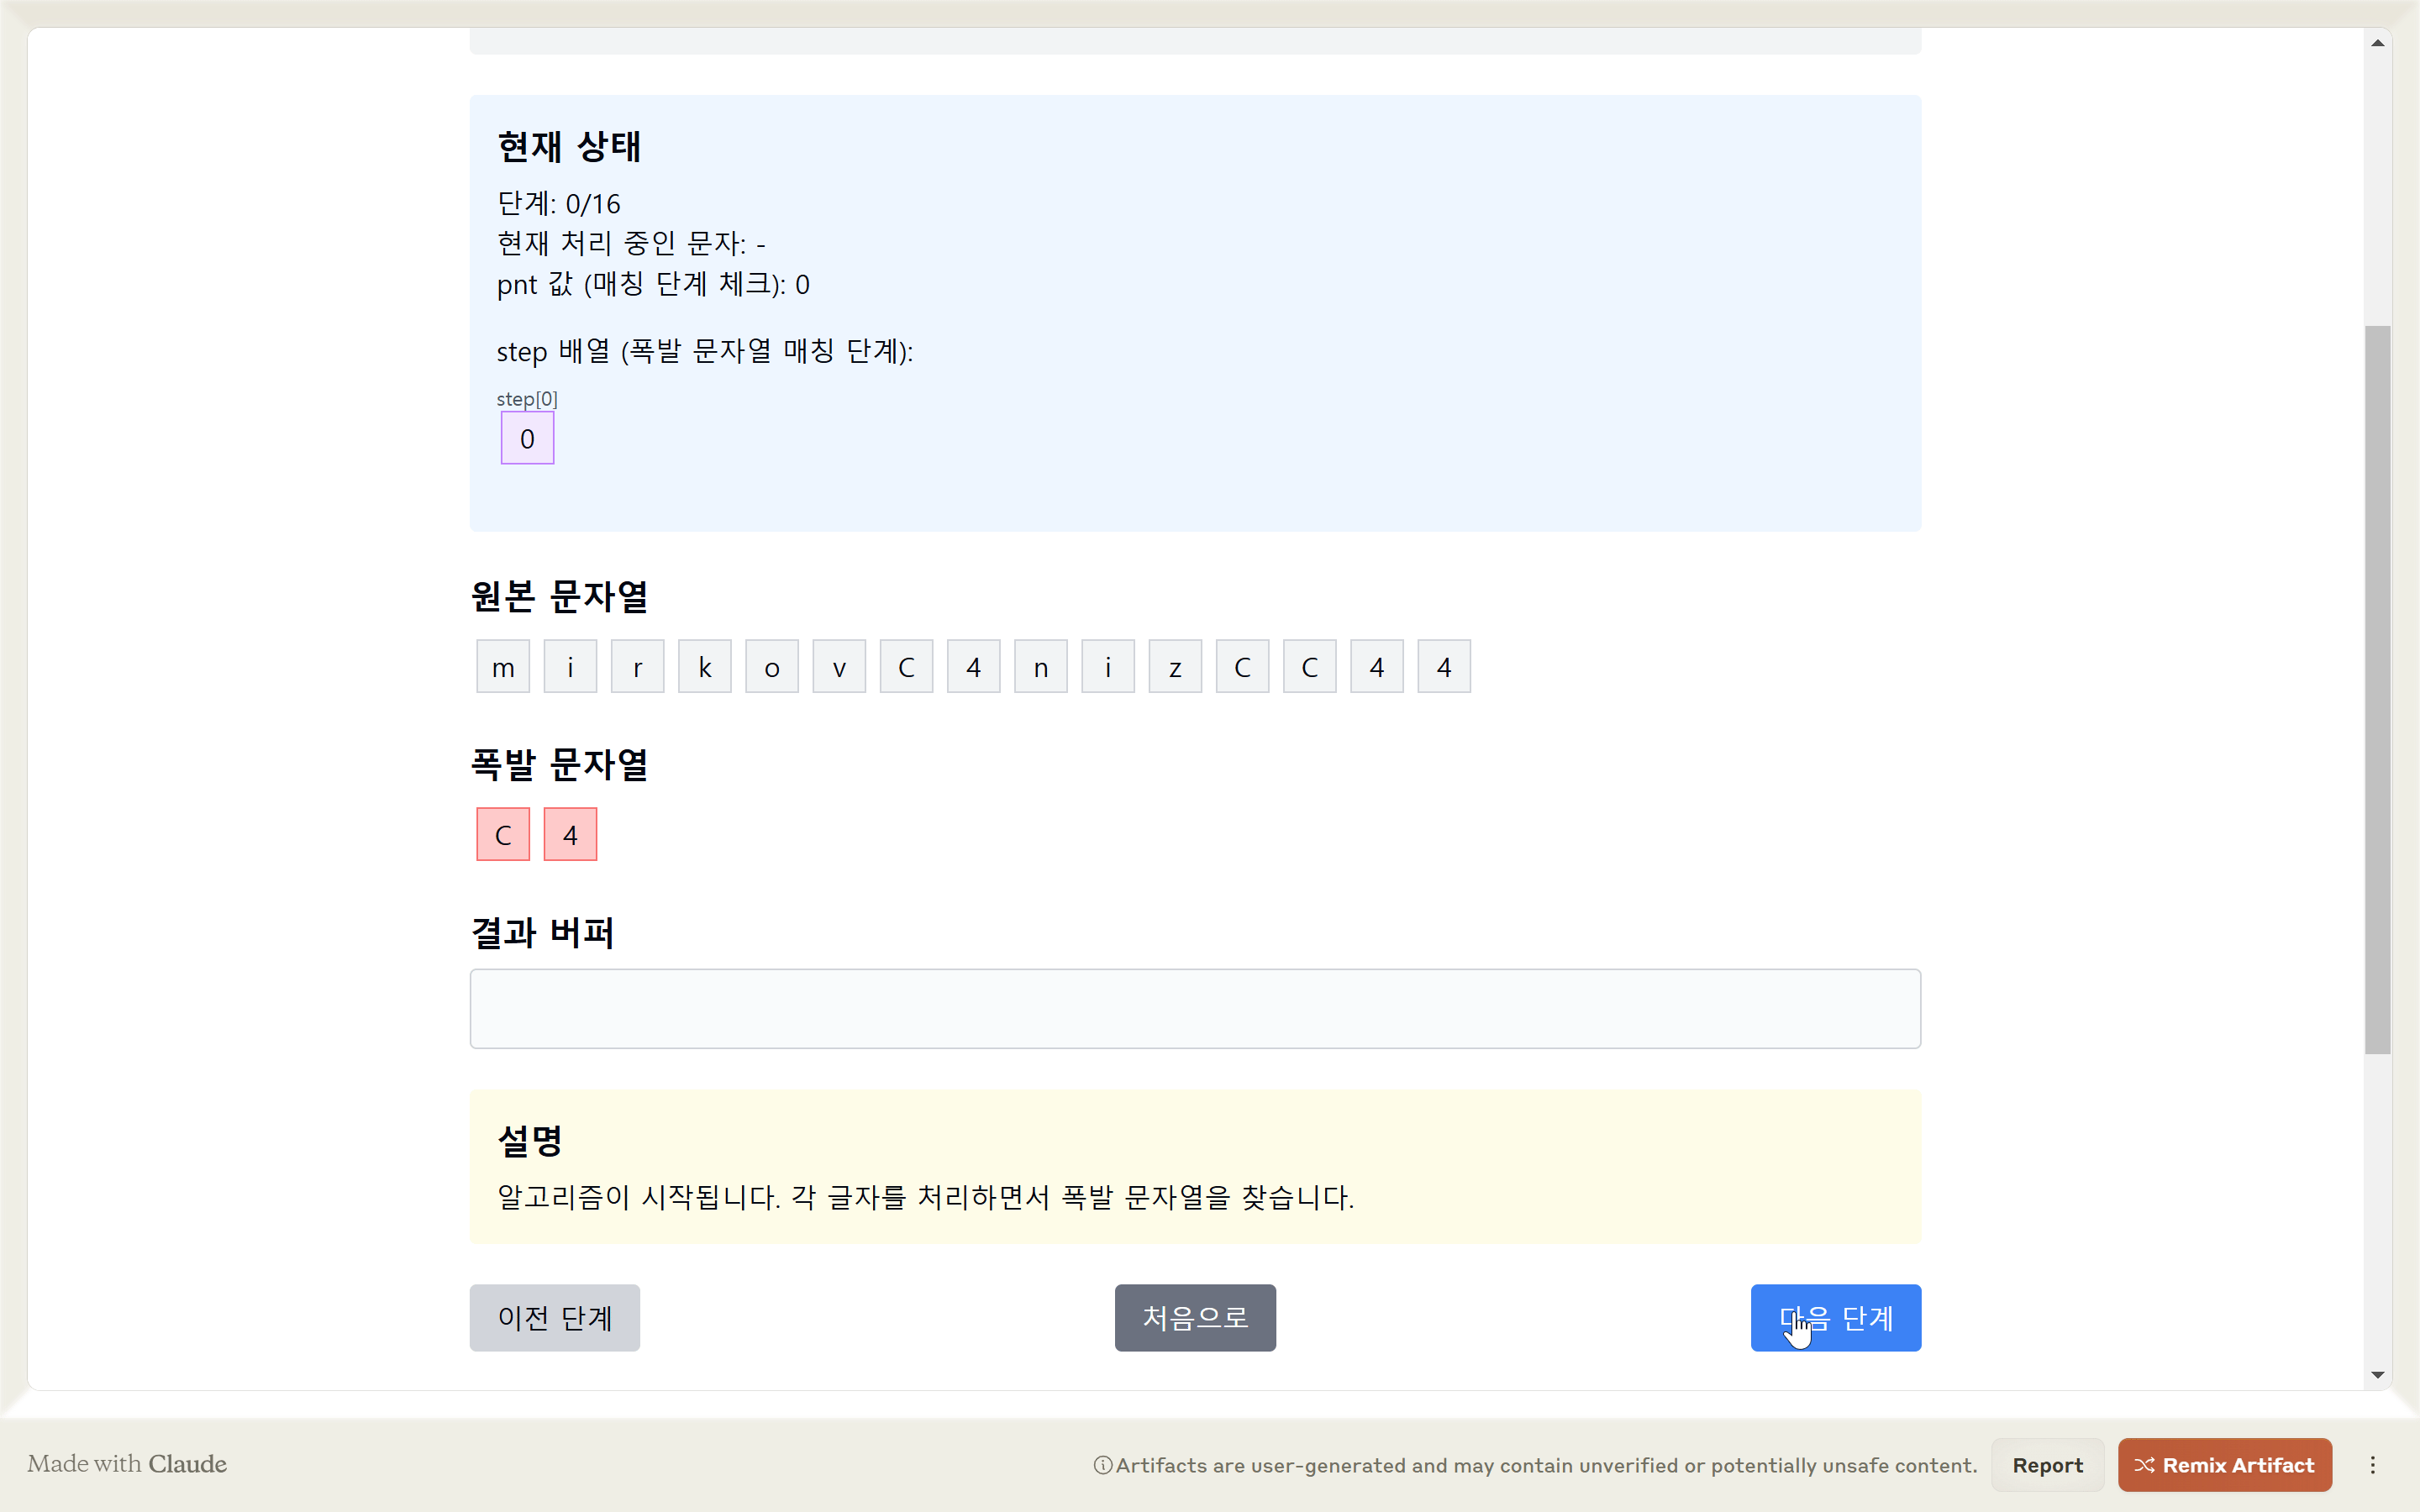 현재 상태
단계: 0/16
현재 처리 중인 문자: -
pnt 값 (매칭 단계 체크): 0
step 배열 (폭발 문자열 매칭 단계):
step[0]
0
원본 문자열
m i r k o v C 4 n i z C C 4 4
폭발 문자열
C 4
결과 버퍼
설명
알고리즘이 시작됩니다. 각 글자를 처리하면서 폭발 문자열을 찾습니다.
이전 단계 처음으로 다음 단계
Made with Claude Artifacts are user-generated and may contain unverified or potentially unsafe content. Report Remix Artifact